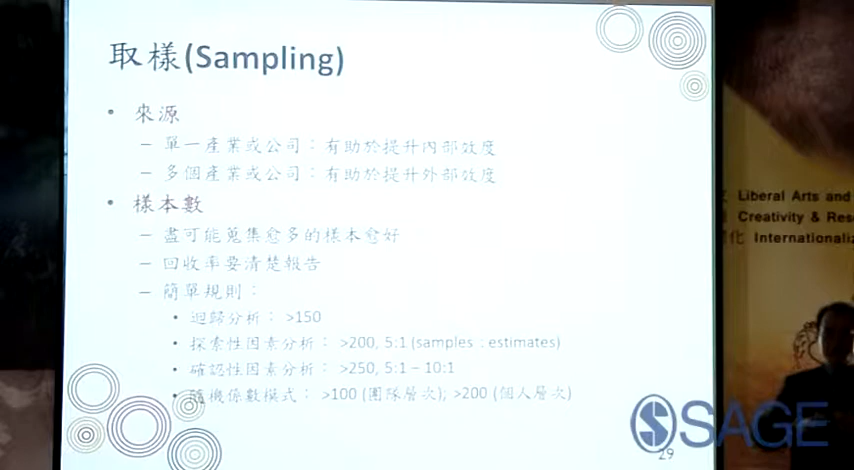 取樣(Sampling)
• 來源
– 單一產業或公司：有助於提升內部效度
– 多個產業或公司：有助於提升外部效度
• 樣本數
– 盡可能蒐集愈多的樣本愈好
– 回收率要清楚報告
– 簡單規則：
• 迴歸分析： >150
• 探索性因素分析： >200, 5:1 (samples : estimates)
• 確認性因素分析： >250, 5:1 – 10:1
• 隨機係數模式： >100 (團隊層次); >200 (個人層次)
29
Liberal Arts and
Creativity & Res
化 Internationaliz
SAGE